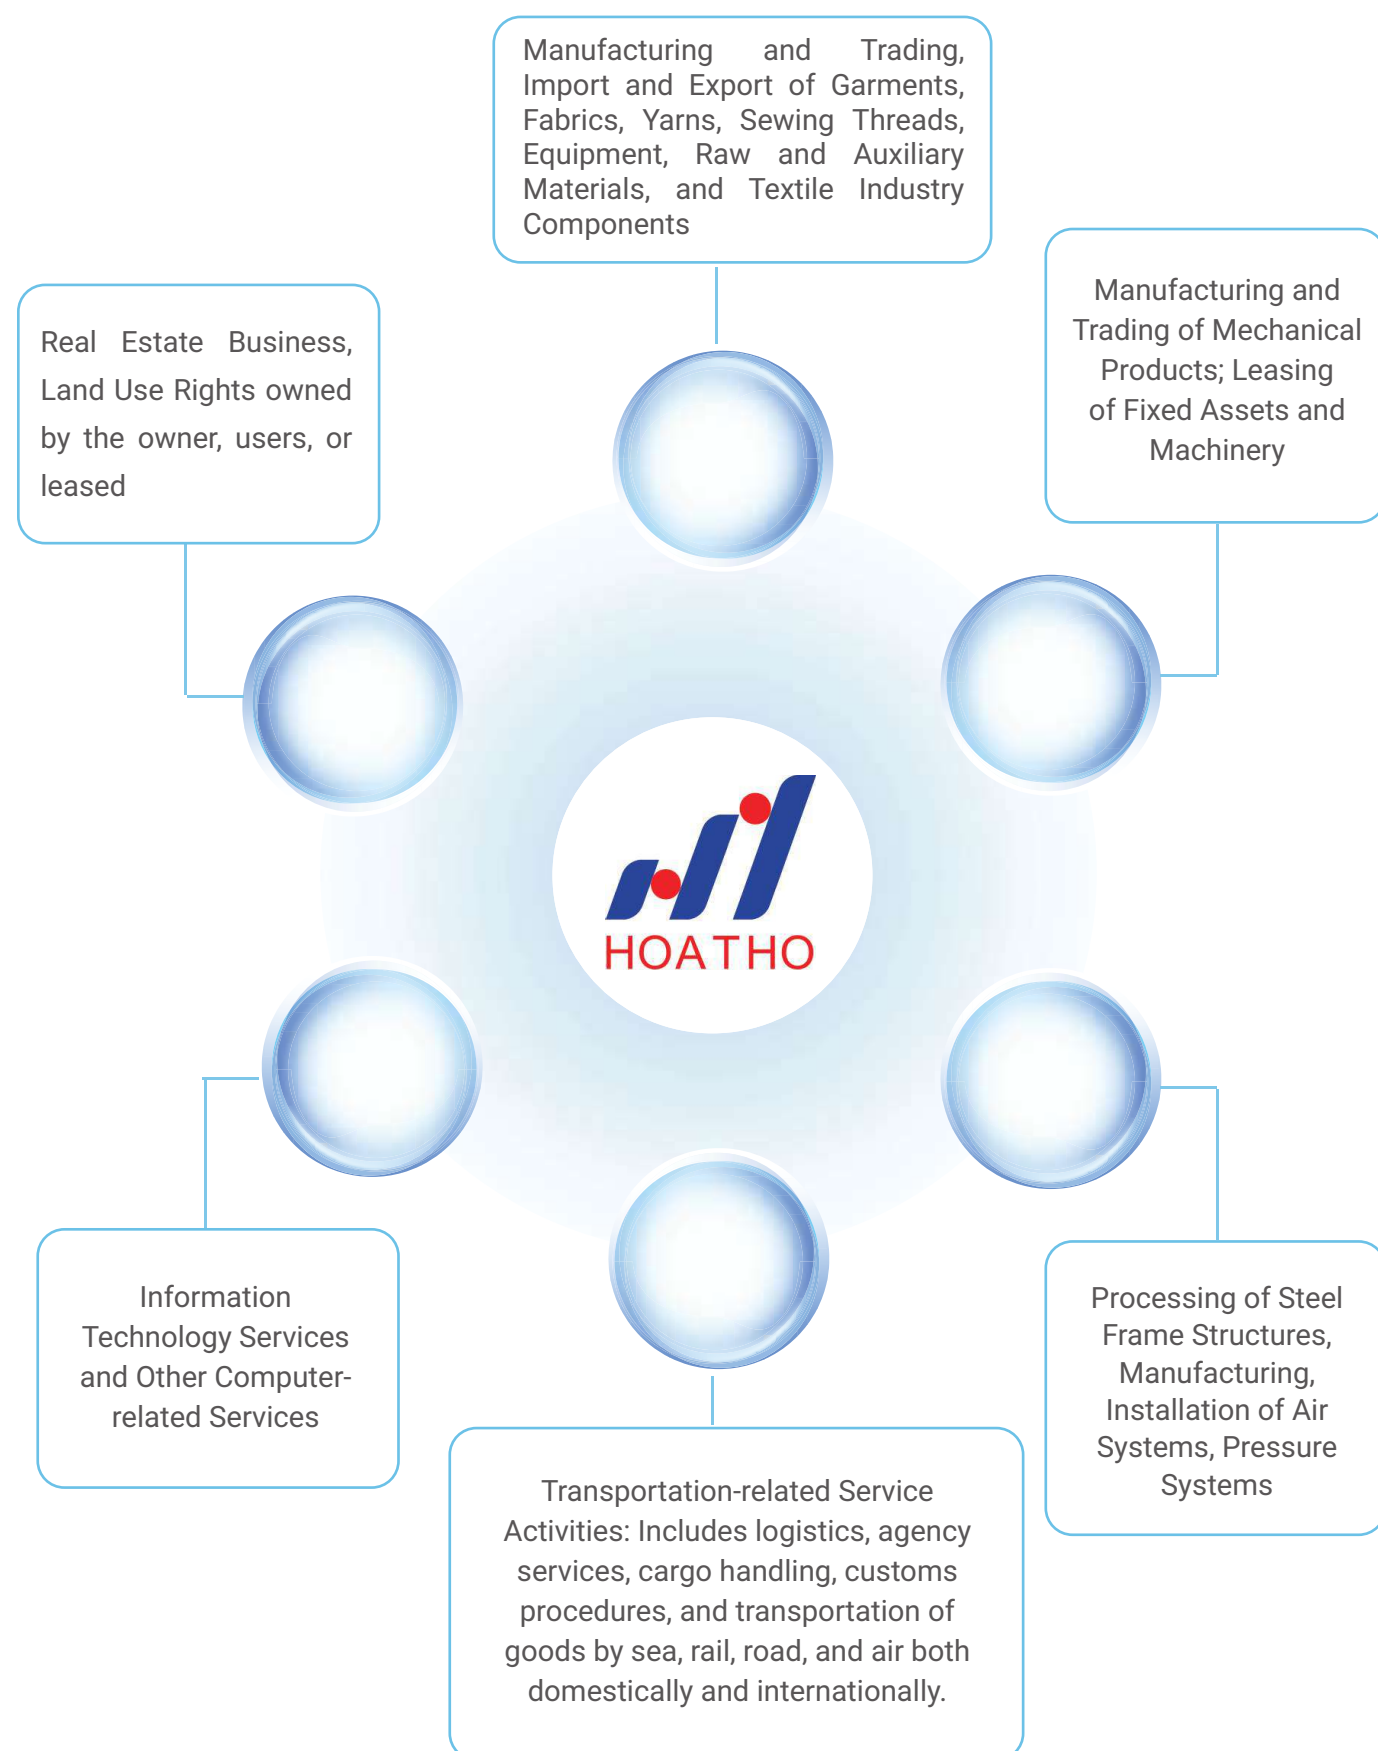 Manufacturing and Trading,
Import and Export of Garments,
Fabrics, Yarns, Sewing Threads,
Equipment, Raw and Auxiliary
Materials, and Textile Industry
Components
Manufacturing and
Trading of Mechanical
Products; Leasing
of Fixed Assets and
Machinery
Real Estate Business,
Land Use Rights owned
by the owner, users, or
leased
HOATHO
Information
Technology Services
and Other Computer-
related Services
Processing of Steel
Frame Structures,
Manufacturing,
Installation of Air
Systems, Pressure
Systems
Transportation-related Service
Activities: Includes logistics, agency
services, cargo handling, customs
procedures, and transportation of
goods by sea, rail, road, and air both
domestically and internationally.